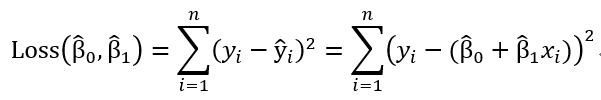 Loss(β̂₀, β̂₁) = ∑ᵢ₌₁ⁿ (yᵢ − ŷᵢ)² = ∑ᵢ₌₁ⁿ (yᵢ − (β̂₀ + β̂₁xᵢ))².